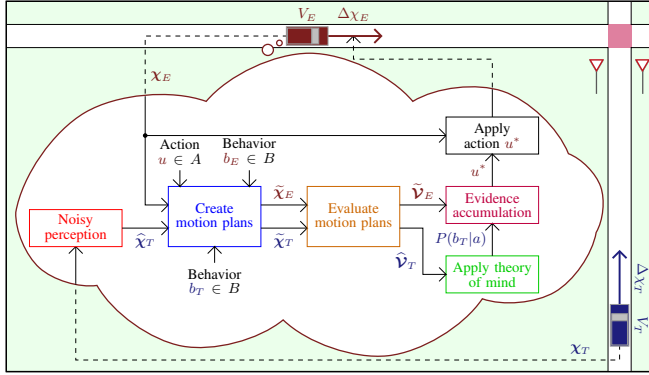 V_E
Δχ_E
χ_E
Action
u ∈ A
Behavior
b_E ∈ B
Apply
action u*
u*
Noisy
perception
χ̂_T
Create
motion plans
χ̃_E
χ̃_T
Evaluate
motion plans
Ṽ_E
V̂_T
Evidence
accumulation
P(b_T|a)
Apply theory
of mind
Behavior
b_T ∈ B
Δχ_T
V_T
χ_T